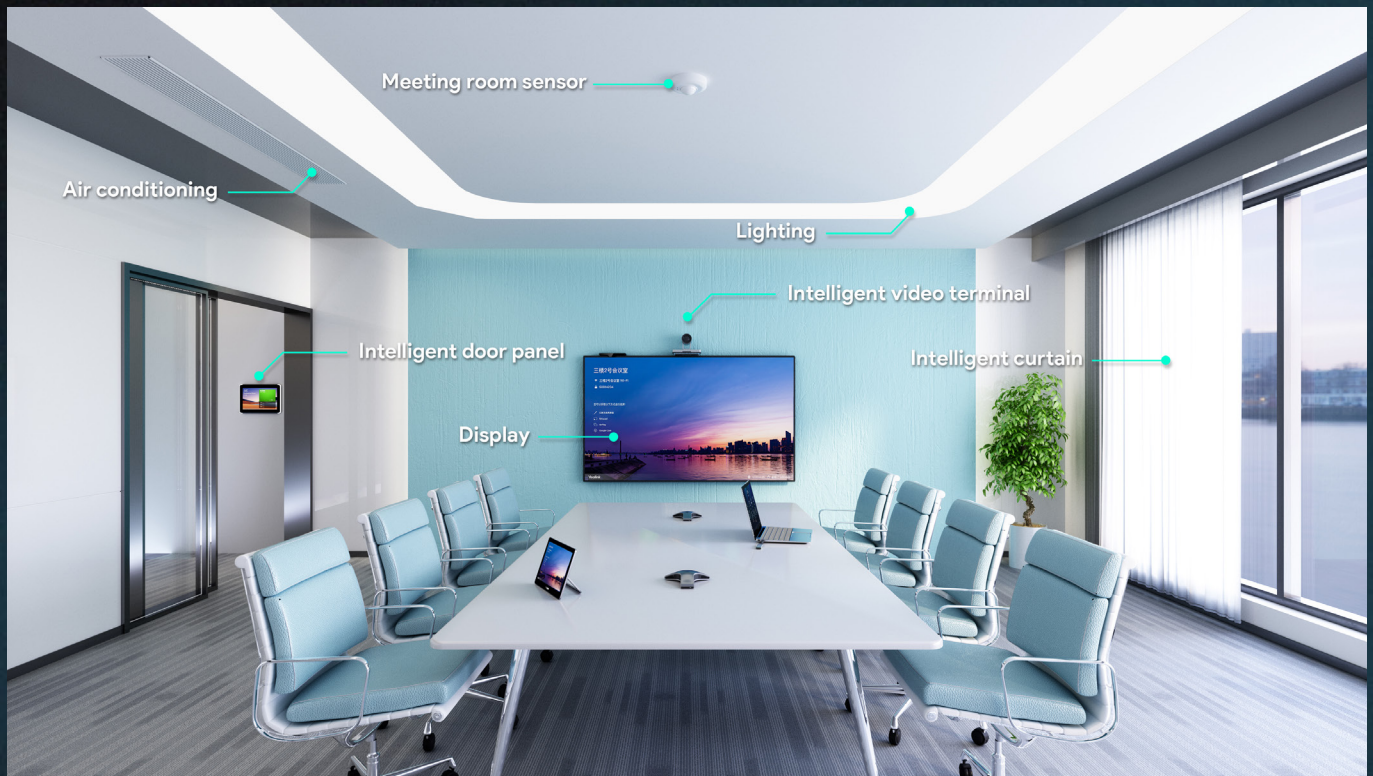 Meeting room sensor
Air conditioning
Lighting
Intelligent video terminal
Intelligent door panel
Intelligent curtain
Display
三楼2号会议室
Yealink